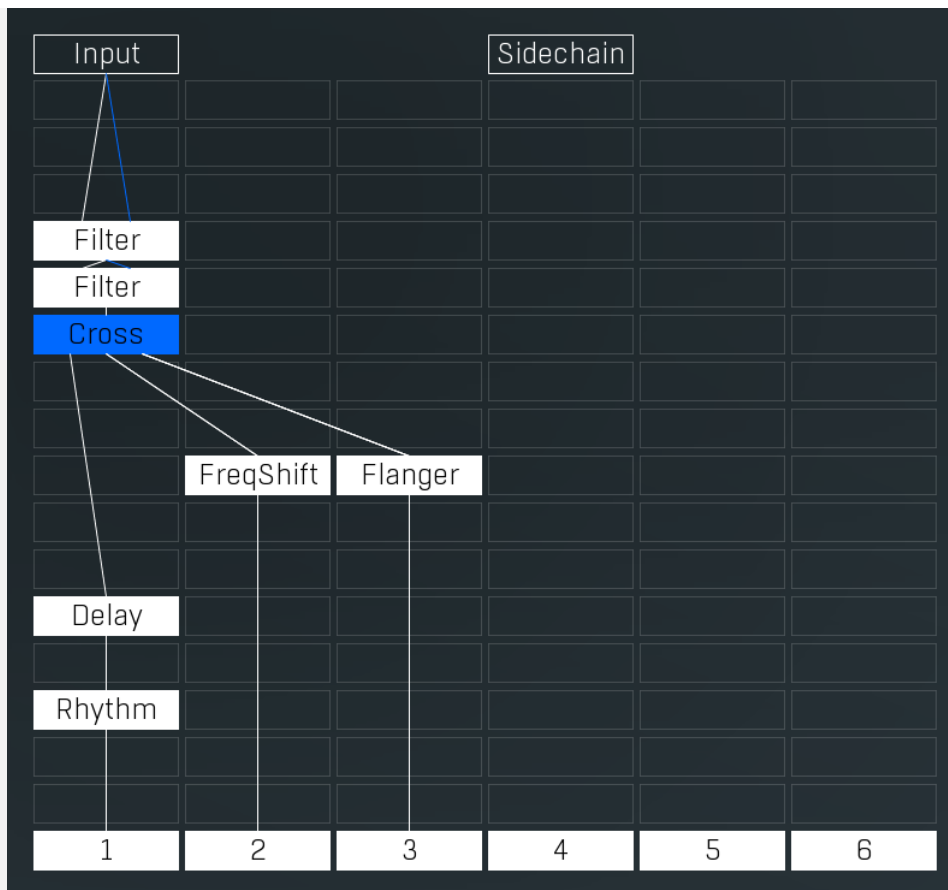 Input Sidechain
Filter
Filter
Cross
FreqShift Flanger
Delay
Rhythm
1 2 3 4 5 6